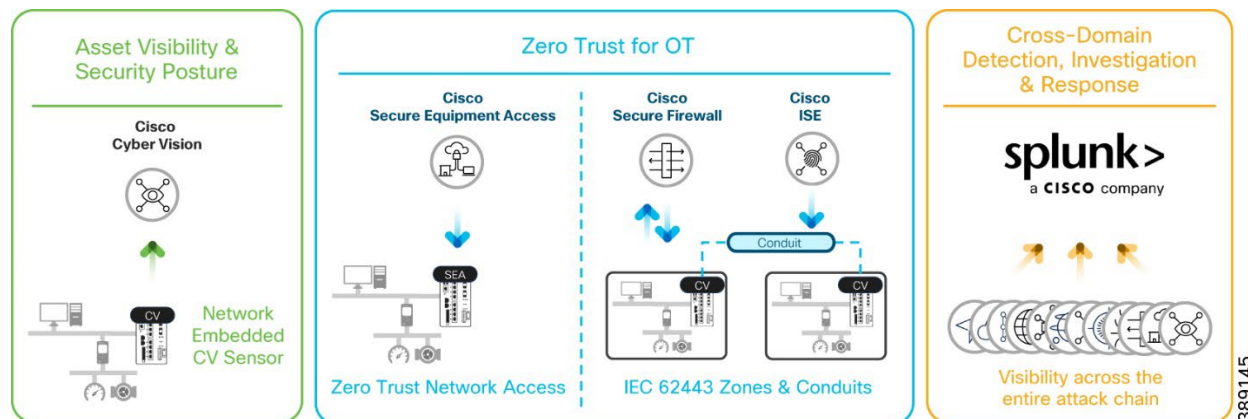 Asset Visibility &
Security Posture
Cisco
Cyber Vision
CV
Network
Embedded
CV Sensor
Zero Trust for OT
Cisco
Secure Equipment Access
SEA
Zero Trust Network Access
Cisco
Secure Firewall
Cisco
ISE
Conduit
CV
CV
IEC 62443 Zones & Conduits
Cross-Domain
Detection, Investigation
& Response
splunk>
a CISCO company
Visibility across the
entire attack chain
389145